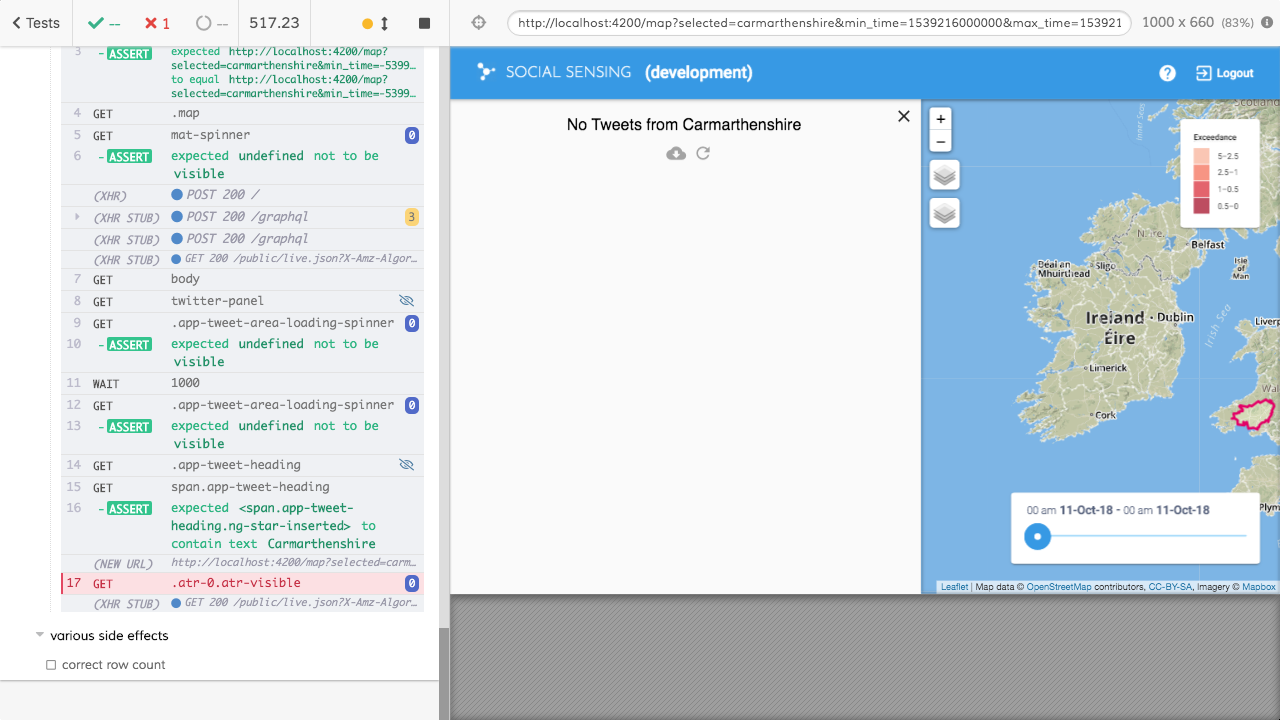 Tests
--
1
--
517.23
http://localhost:4200/map?selected=carmarthenshire&min_time=1539216000000&max_time=153921
1000 x 660 (83%)
3 -ASSERT expected http://localhost:4200/map?
selected=carmarthenshire&min_time=-5399…
to equal http://localhost:4200/map?
selected=carmarthenshire&min_time=-5399…
4 GET .map
5 GET mat-spinner 0
6 -ASSERT expected undefined not to be
visible
(XHR) POST 200 /
(XHR STUB) POST 200 /graphql 3
(XHR STUB) POST 200 /graphql
(XHR STUB) GET 200 /public/live.json?X-Amz-Algor…
7 GET body
8 GET twitter-panel
9 GET .app-tweet-area-loading-spinner 0
10 -ASSERT expected undefined not to be
visible
11 WAIT 1000
12 GET .app-tweet-area-loading-spinner 0
13 -ASSERT expected undefined not to be
visible
14 GET .app-tweet-heading
15 GET span.app-tweet-heading
16 -ASSERT expected <span.app-tweet-
heading.ng-star-inserted> to
contain text Carmarthenshire
(NEW URL) http://localhost:4200/map?selected=carm…
17 GET .atr-0.atr-visible 0
(XHR STUB) GET 200 /public/live.json?X-Amz-Algor…
various side effects
correct row count
SOCIAL SENSING (development)
? Logout
No Tweets from Carmarthenshire
+
−
Inner Seas
Scotland
Exceedance
5–2.5
2.5–1
1–0.5
0.5–0
Belfast
Déal an
Mhuirthead
Sligo
Isle
of
Man
Ireland
Éire
Dublin
Irish Sea
Liverp
Limerick
Wal
Cork
Plym
00 am 11-Oct-18 - 00 am 11-Oct-18
Leaflet | Map data © OpenStreetMap contributors, CC-BY-SA, Imagery © Mapbox